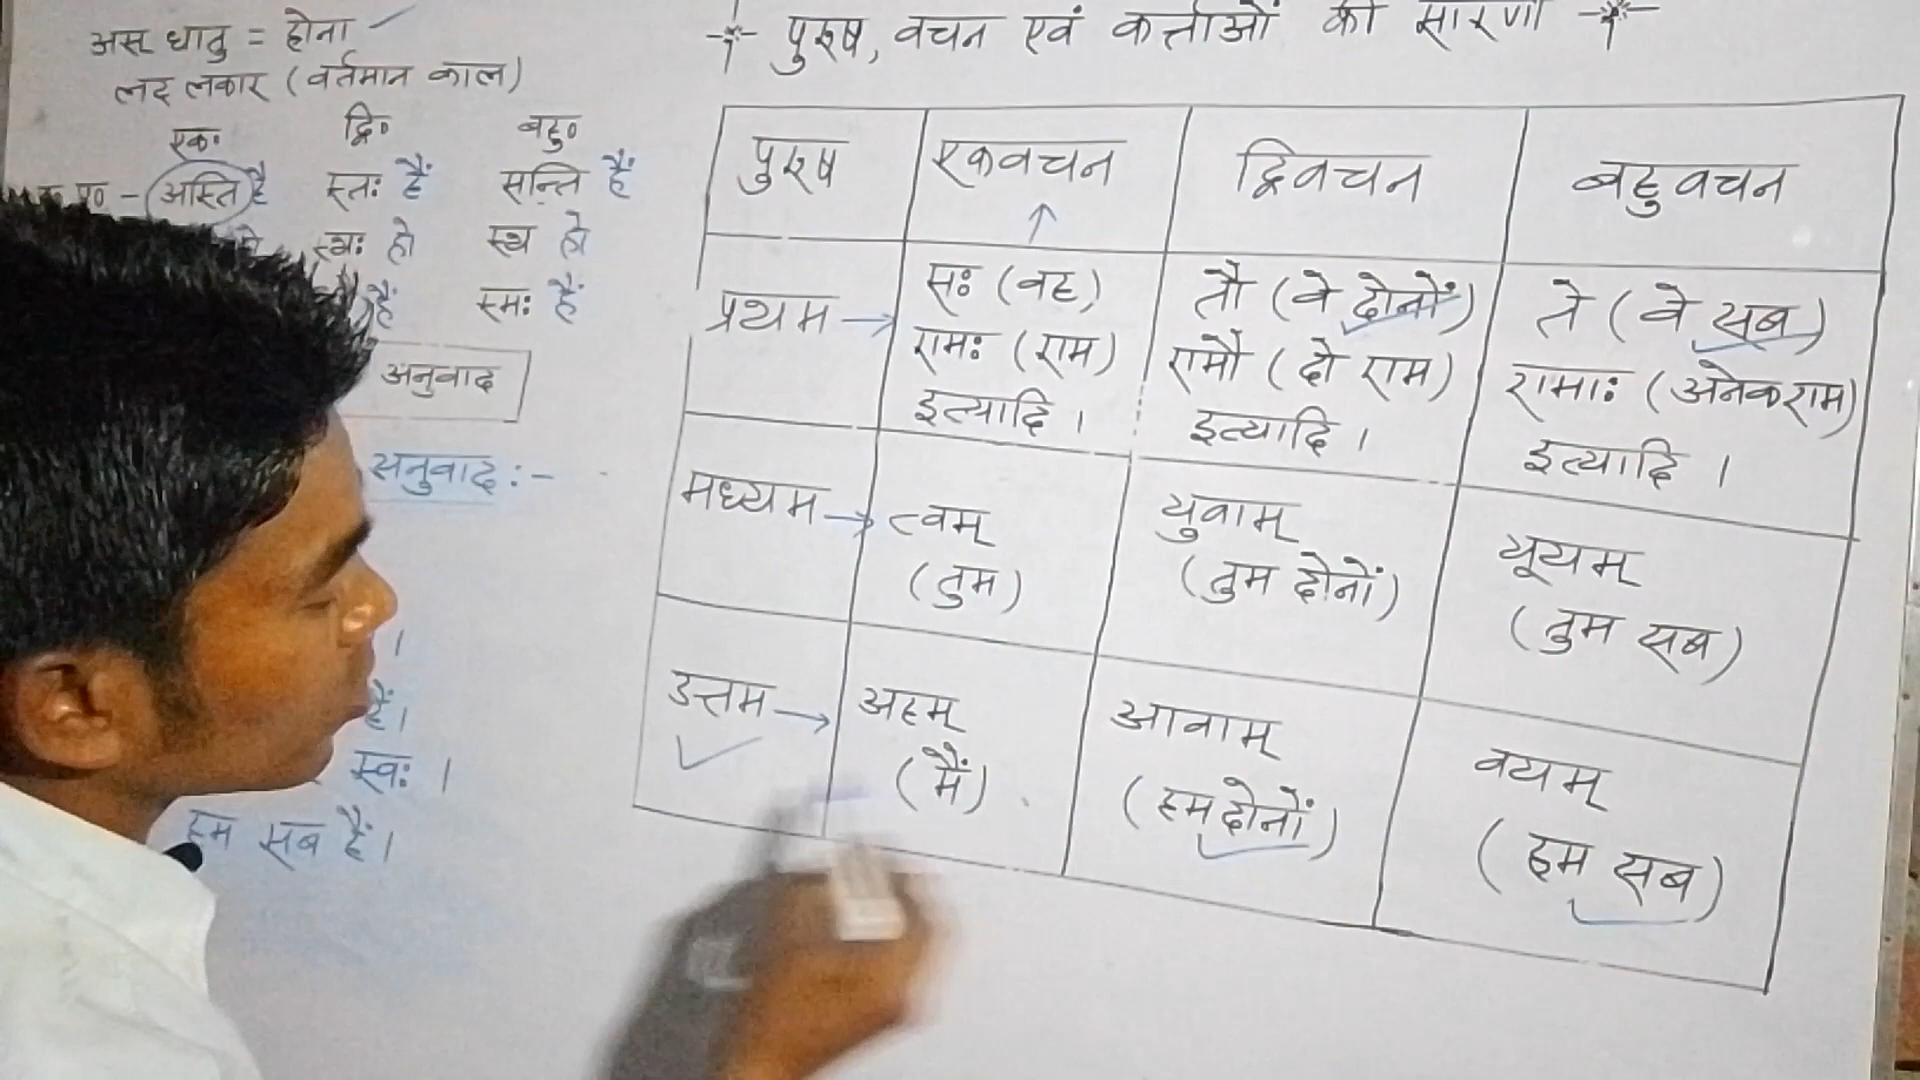 अस् धातु = होना
लट् लकार (वर्तमान काल)
एक० द्वि० बहु०
प्र० - अस्ति है स्तः हैं सन्ति हैं
स्थः हो स्थ हो
हैं स्मः हैं
अनुवाद
अनुवाद :-
।
हैं।
स्वः ।
हम सब हैं।
पुरुष, वचन एवं कर्त्ताओं की सारणी
पुरुष एकवचन द्विवचन बहुवचन
प्रथम → सः (वह) तौ (वे दोनों) ते (वे सब)
रामः (राम) रामौ (दो राम) रामाः (अनेक राम)
इत्यादि । इत्यादि । इत्यादि ।
मध्यम → त्वम् युवाम् यूयम्
(तुम) (तुम दोनों) (तुम सब)
उत्तम → अहम् आवाम् वयम्
(मैं) (हम दोनों) (हम सब)